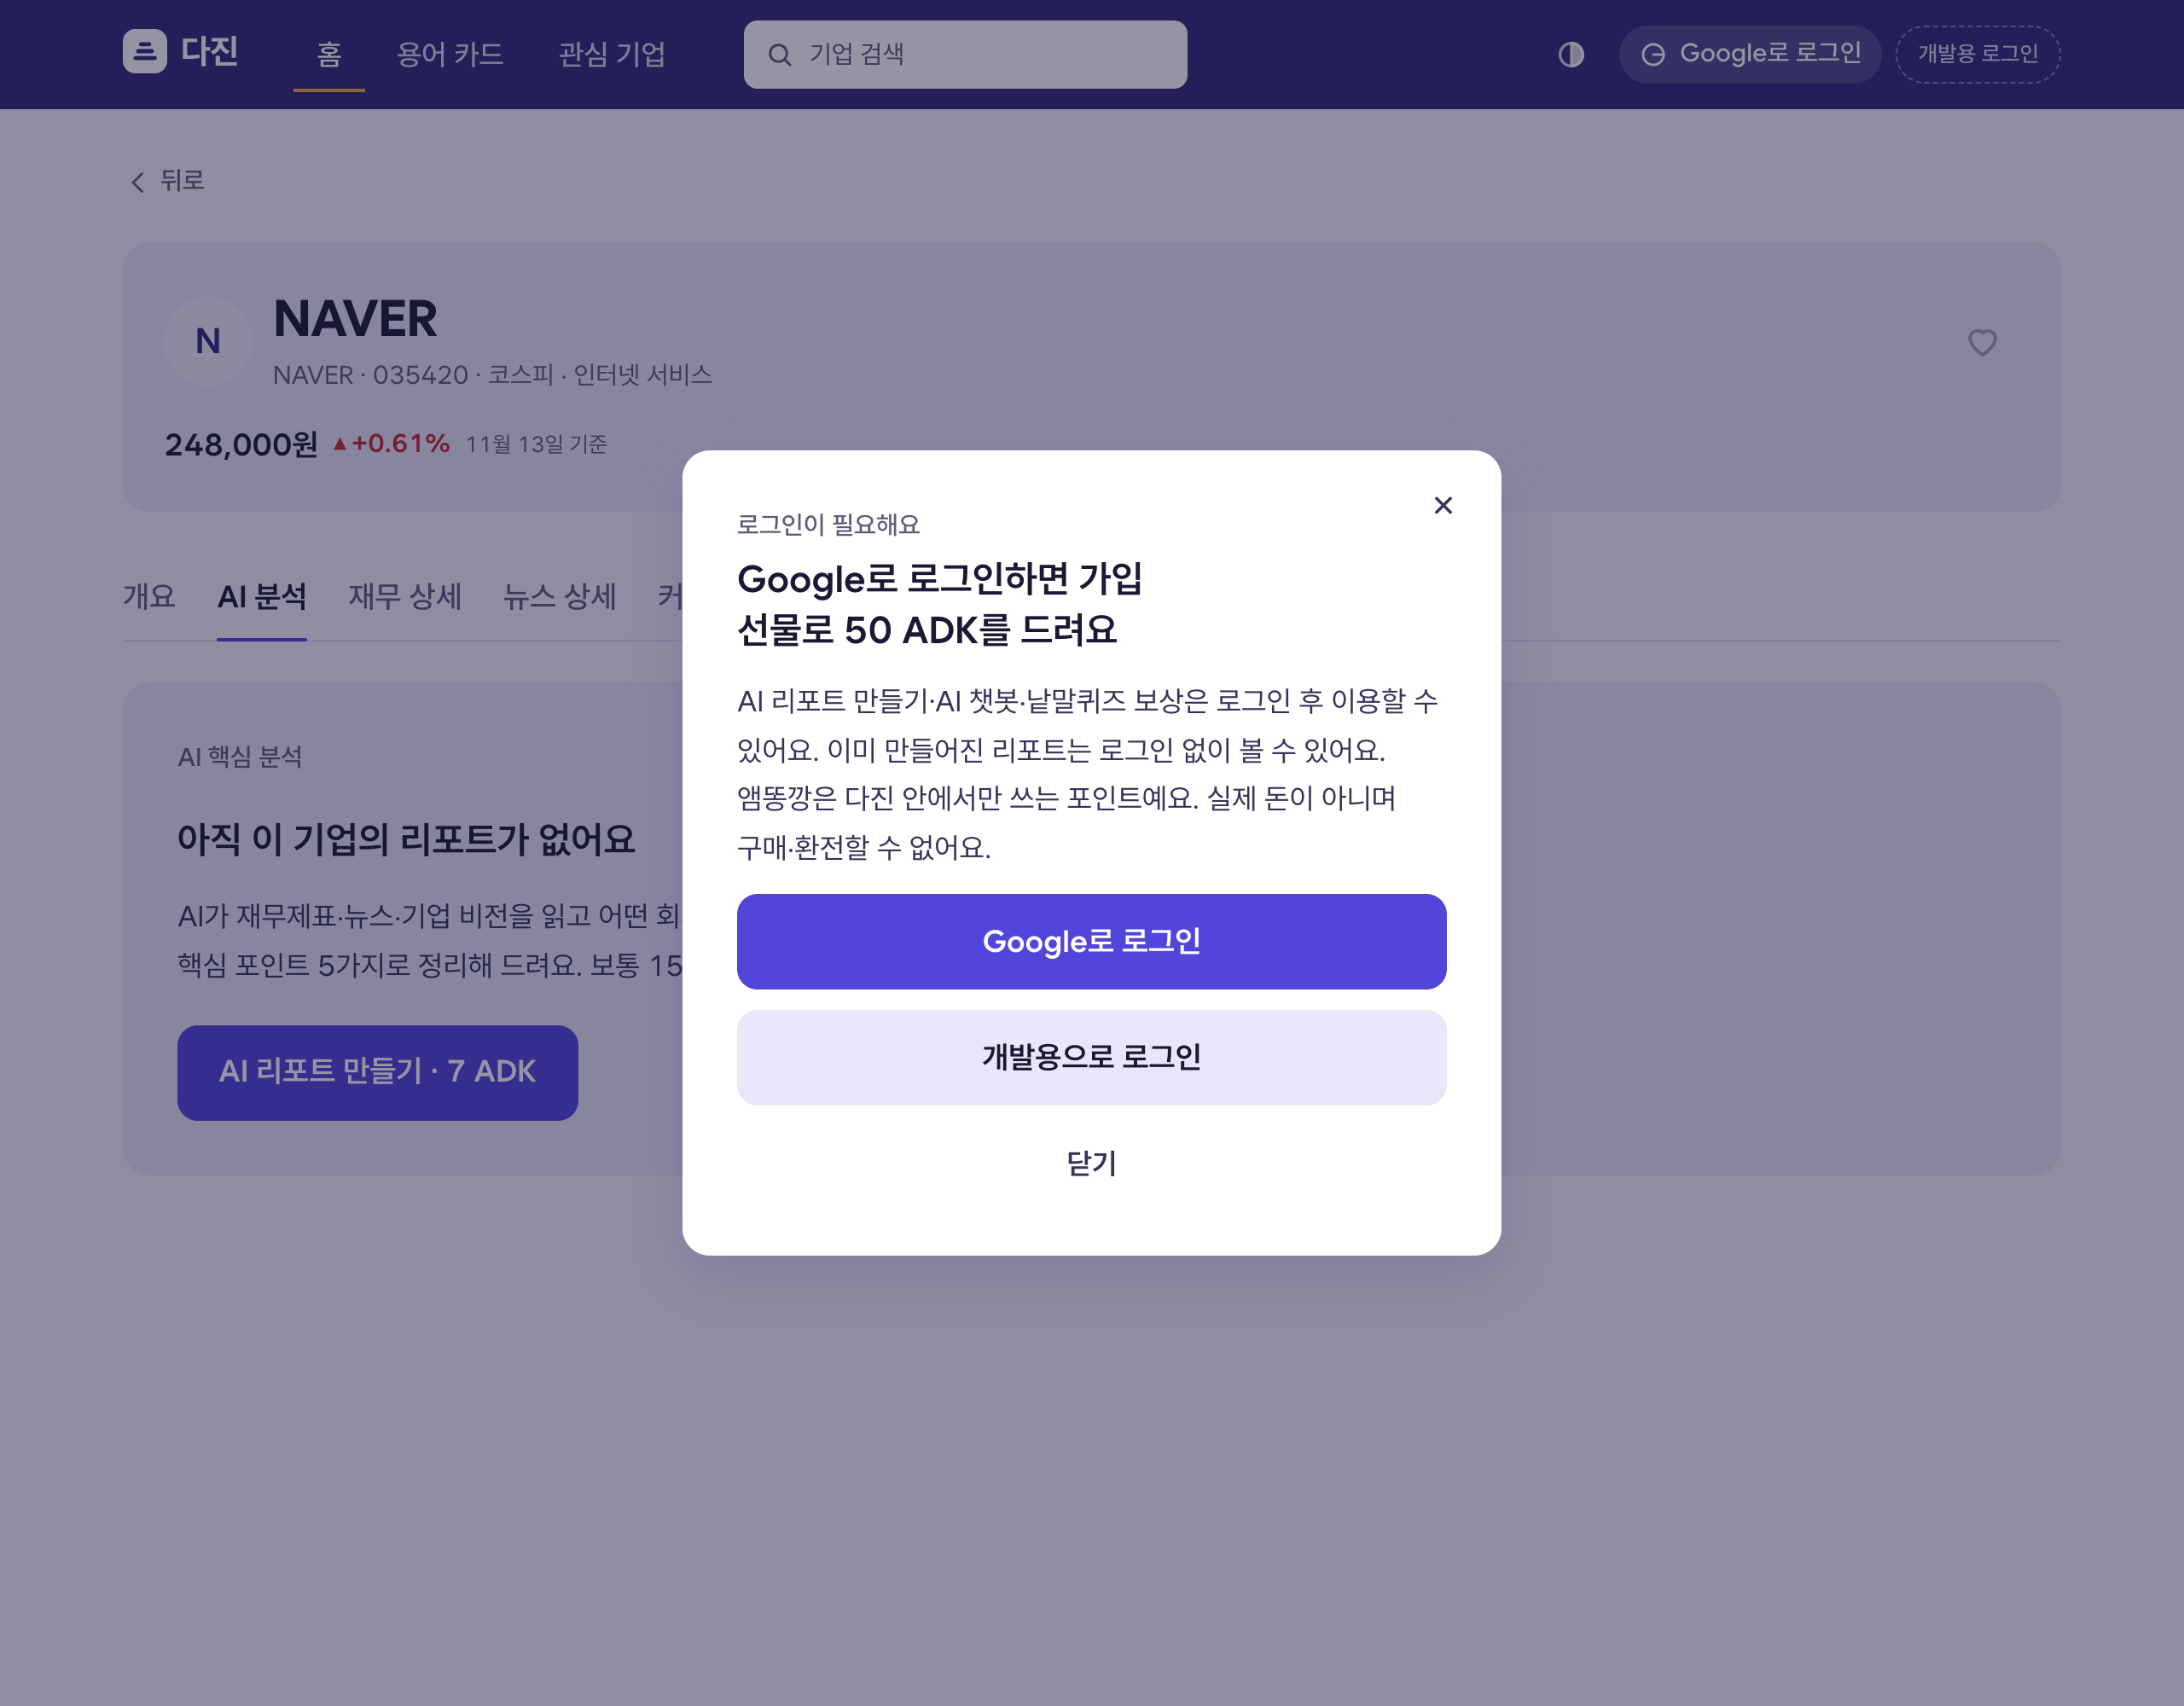 다진
홈
용어 카드
관심 기업
기업 검색
Google로 로그인
개발용 로그인
뒤로
N
NAVER
NAVER · 035420 · 코스피 · 인터넷 서비스
248,000원 ▲+0.61% 11월 13일 기준
개요
AI 분석
재무 상세
뉴스 상세
AI 핵심 분석
아직 이 기업의 리포트가 없어요
AI가 재무제표·뉴스·기업 비전을 읽고 어떤
핵심 포인트 5가지로 정리해 드려요. 보통 15
AI 리포트 만들기 · 7 ADK
로그인이 필요해요
Google로 로그인하면 가입
선물로 50 ADK를 드려요
AI 리포트 만들기·AI 챗봇·낱말퀴즈 보상은 로그인 후 이용할 수
있어요. 이미 만들어진 리포트는 로그인 없이 볼 수 있어요.
앰똥깡은 다진 안에서만 쓰는 포인트예요. 실제 돈이 아니며
구매·환전할 수 없어요.
Google로 로그인
개발용으로 로그인
닫기